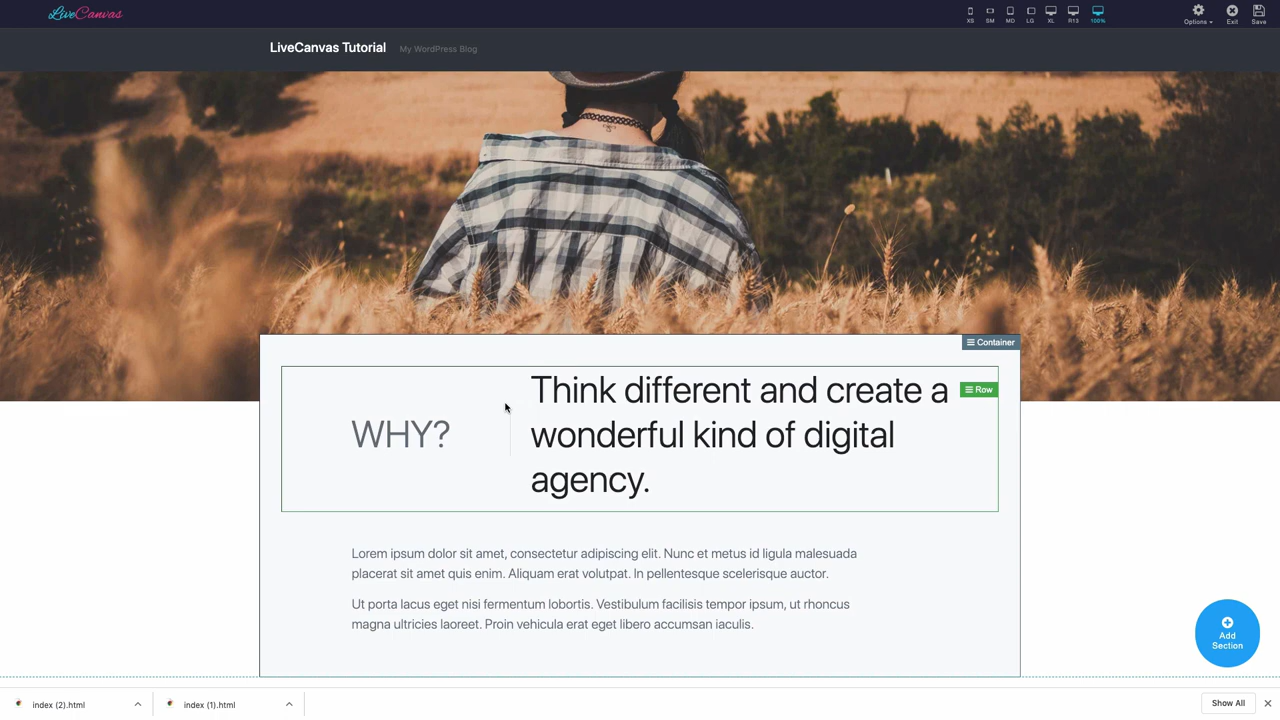 LiveCanvas
XS SM MD LG XL R13 100%
Options Exit Save
LiveCanvas Tutorial My WordPress Blog
Container
Row
WHY?
Think different and create a
wonderful kind of digital
agency.
Lorem ipsum dolor sit amet, consectetur adipiscing elit. Nunc et metus id ligula malesuada
placerat sit amet quis enim. Aliquam erat volutpat. In pellentesque scelerisque auctor.
Ut porta lacus eget nisi fermentum lobortis. Vestibulum facilisis tempor ipsum, ut rhoncus
magna ultricies laoreet. Proin vehicula erat eget libero accumsan iaculis.
Add
Section
index (2).html index (1).html Show All